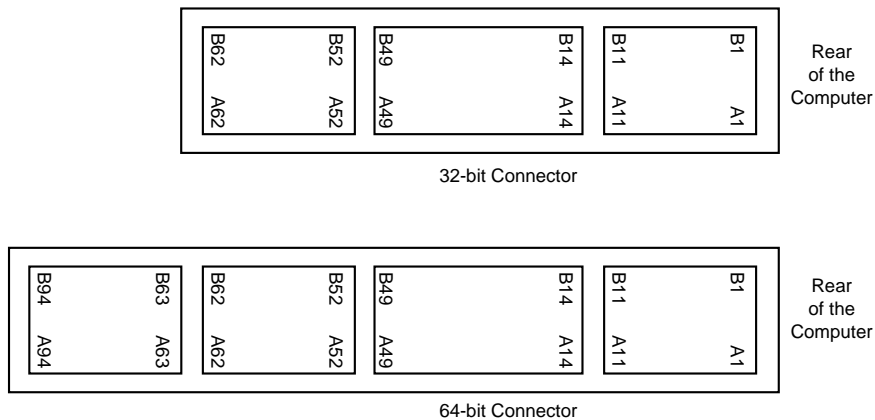 B62 B52 B49 B14 B11 B1
A62 A52 A49 A14 A11 A1
Rear
of the
Computer
32-bit Connector
B94 B63 B62 B52 B49 B14 B11 B1
A94 A63 A62 A52 A49 A14 A11 A1
Rear
of the
Computer
64-bit Connector